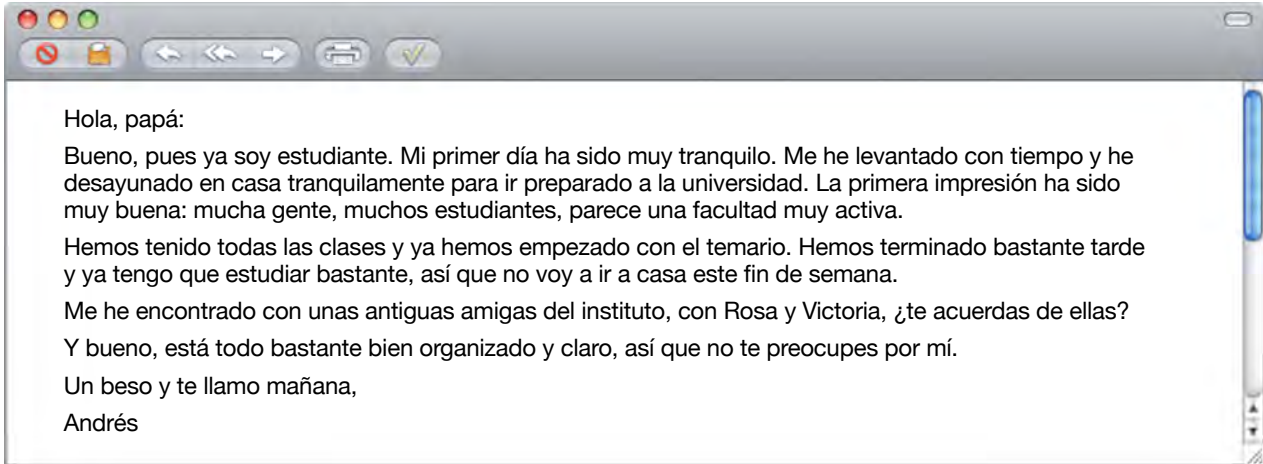 Hola, papá:
Bueno, pues ya soy estudiante. Mi primer día ha sido muy tranquilo. Me he levantado con tiempo y he
desayunado en casa tranquilamente para ir preparado a la universidad. La primera impresión ha sido
muy buena: mucha gente, muchos estudiantes, parece una facultad muy activa.
Hemos tenido todas las clases y ya hemos empezado con el temario. Hemos terminado bastante tarde
y ya tengo que estudiar bastante, así que no voy a ir a casa este fin de semana.
Me he encontrado con unas antiguas amigas del instituto, con Rosa y Victoria, ¿te acuerdas de ellas?
Y bueno, está todo bastante bien organizado y claro, así que no te preocupes por mí.
Un beso y te llamo mañana,
Andrés